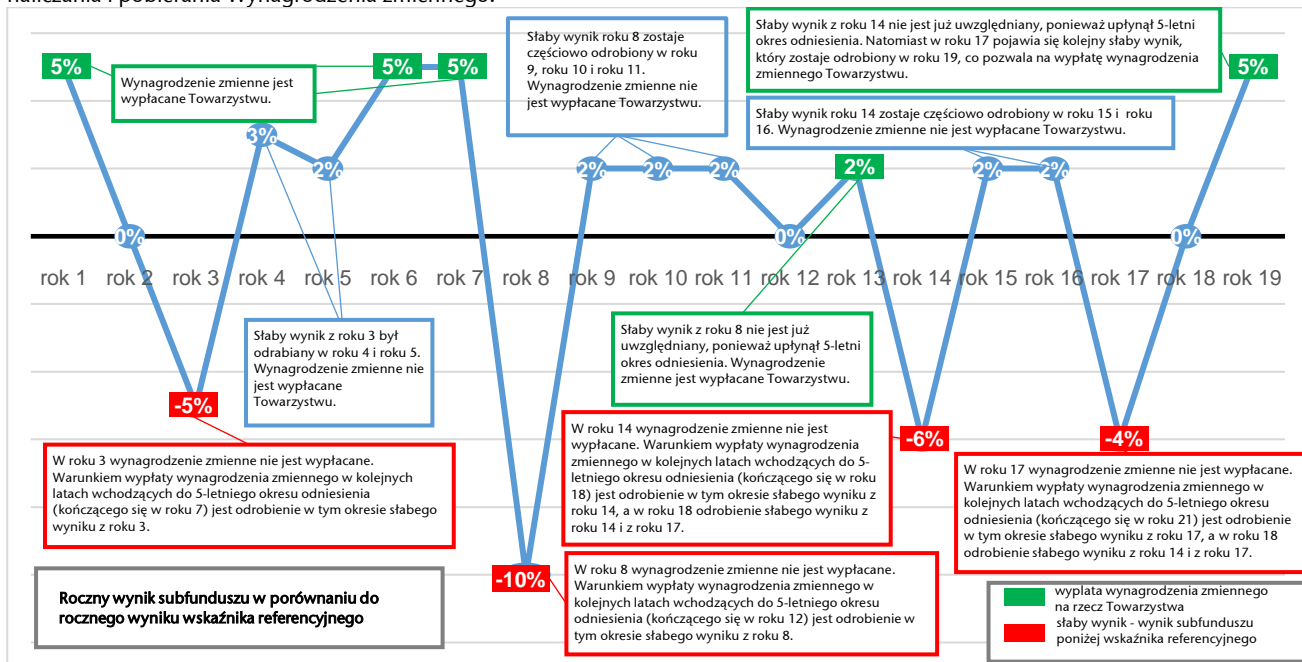 naliczania i pobierania Wynagrodzenia zmiennego.
5%
Wynagrodzenie zmienne jest
wypłacane Towarzystwu.
5%
5%
Słaby wynik roku 8 zostaje
częściowo odrobiony w roku
9, roku 10 i roku 11.
Wynagrodzenie zmienne nie
jest wypłacane Towarzystwu.
Słaby wynik z roku 14 nie jest już uwzględniany, ponieważ upłynął 5-letni
okres odniesienia. Natomiast w roku 17 pojawia się kolejny słaby wynik,
który zostaje odrobiony w roku 19, co pozwala na wypłatę wynagrodzenia
zmiennego Towarzystwu.
5%
Słaby wynik roku 14 zostaje częściowo odrobiony w roku 15 i roku
16. Wynagrodzenie zmienne nie jest wypłacane Towarzystwu.
0%
3%
2%
2%
2%
2%
0%
2%
2%
2%
0%
rok 1 rok 2 rok 3 rok 4 rok 5 rok 6 rok 7 rok 8 rok 9 rok 10 rok 11 rok 12 rok 13 rok 14 rok 15 rok 16 rok 17 rok 18 rok 19
Słaby wynik z roku 3 był
odrabiany w roku 4 i roku 5.
Wynagrodzenie zmienne nie
jest wypłacane
Towarzystwu.
Słaby wynik z roku 8 nie jest już
uwzględniany, ponieważ upłynął 5-letni
okres odniesienia. Wynagrodzenie
zmienne jest wypłacane Towarzystwu.
-5%
-10%
-6%
-4%
W roku 3 wynagrodzenie zmienne nie jest wypłacane.
Warunkiem wypłaty wynagrodzenia zmiennego w kolejnych
latach wchodzących do 5-letniego okresu odniesienia
(kończącego się w roku 7) jest odrobienie w tym okresie słabego
wyniku z roku 3.
W roku 14 wynagrodzenie zmienne nie jest
wypłacane. Warunkiem wypłaty wynagrodzenia
zmiennego w kolejnych latach wchodzących do 5-
letniego okresu odniesienia (kończącego się w roku
18) jest odrobienie w tym okresie słabego wyniku z
roku 14, a w roku 18 odrobienie słabego wyniku z
roku 14 i z roku 17.
W roku 17 wynagrodzenie zmienne nie jest wypłacane.
Warunkiem wypłaty wynagrodzenia zmiennego w
kolejnych latach wchodzących do 5-letniego okresu
odniesienia (kończącego się w roku 21) jest odrobienie
w tym okresie słabego wyniku z roku 17, a w roku 18
odrobienie słabego wyniku z roku 14 i z roku 17.
W roku 8 wynagrodzenie zmienne nie jest wypłacane.
Warunkiem wypłaty wynagrodzenia zmiennego w
kolejnych latach wchodzących do 5-letniego okresu
odniesienia (kończącego się w roku 12) jest odrobienie w
tym okresie słabego wyniku z roku 8.
Roczny wynik subfunduszu w porównaniu do
rocznego wyniku wskaźnika referencyjnego
wyplata wynagrodzenia zmiennego
na rzecz Towarzystwa
słaby wynik - wynik subfunduszu
poniżej wskaźnika referencyjnego